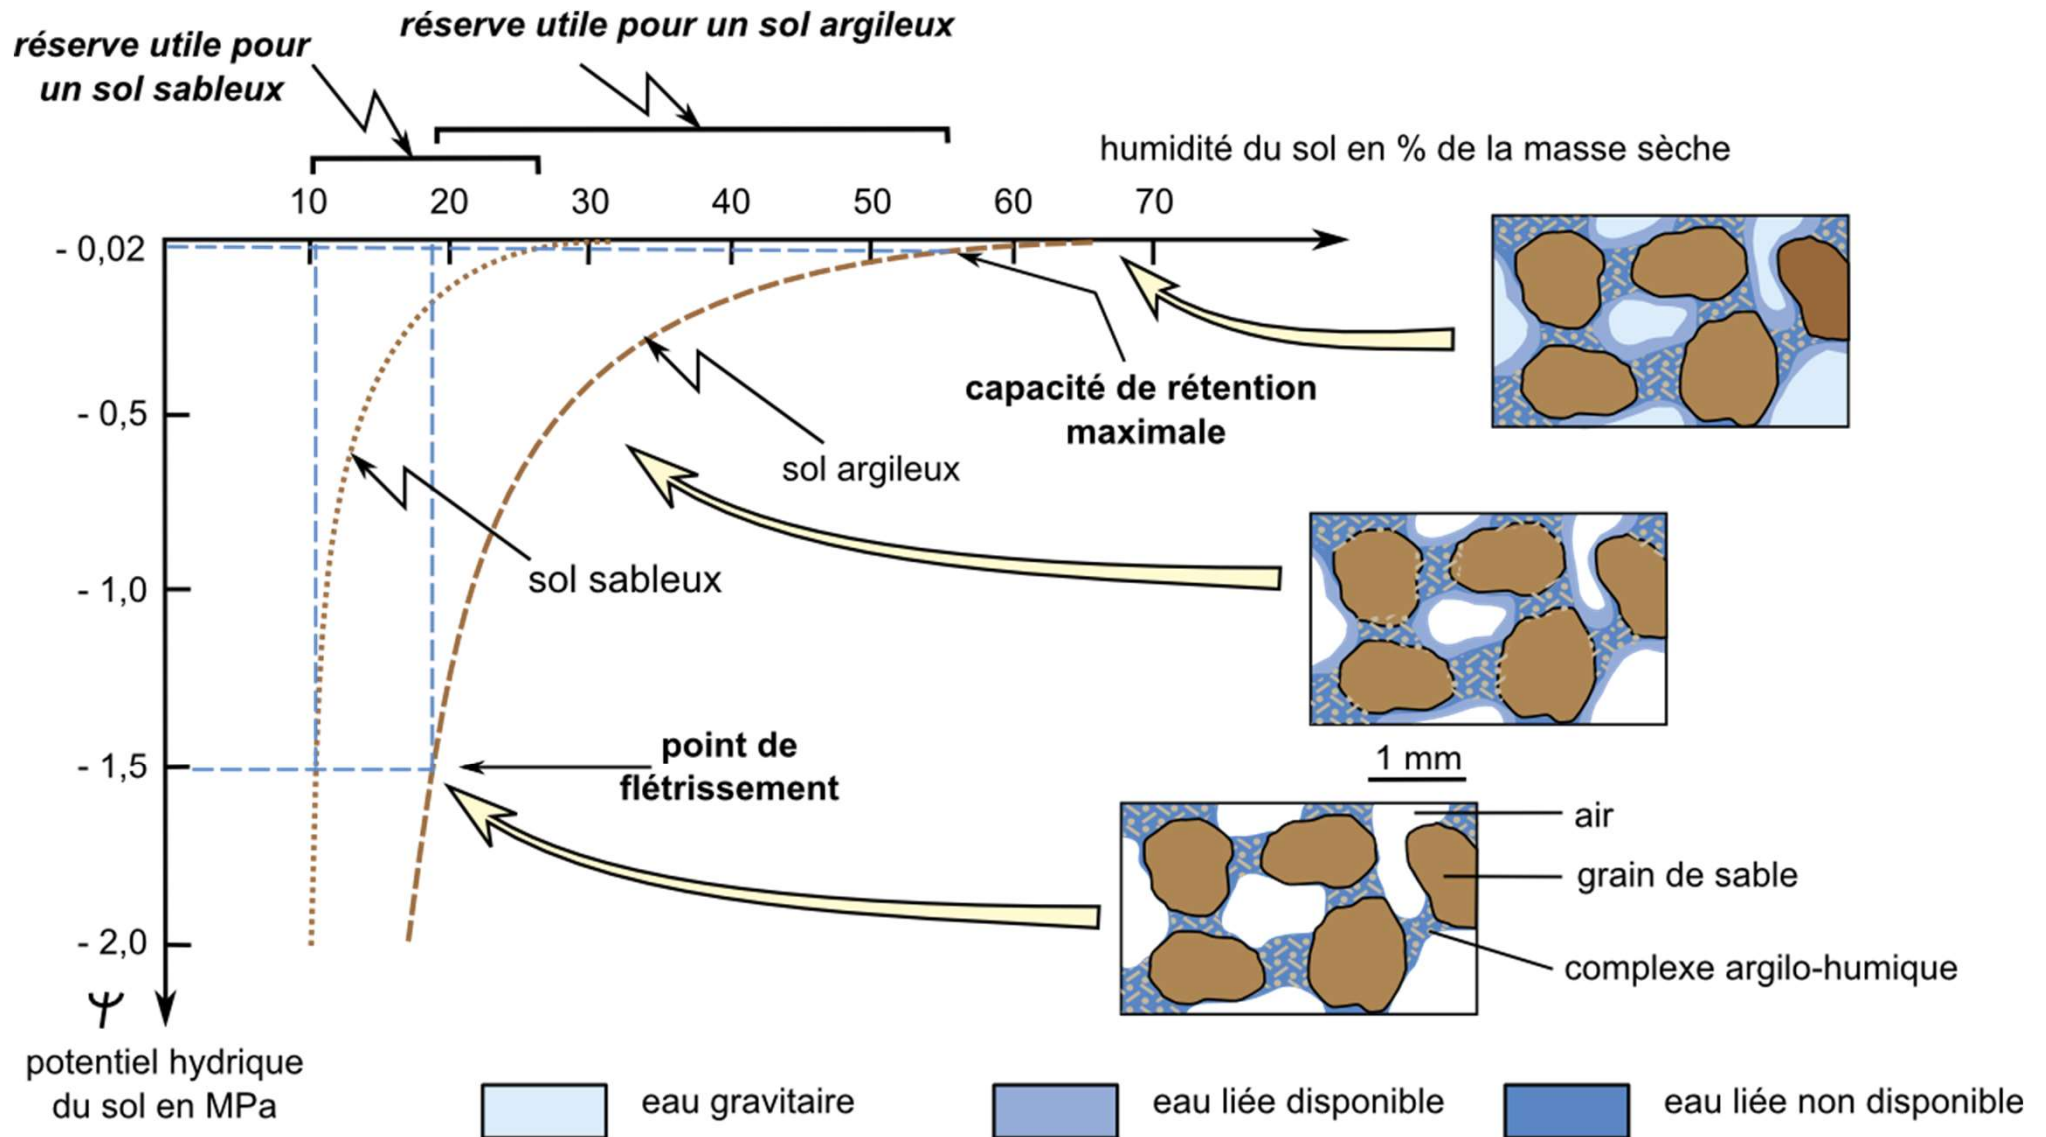 réserve utile pour
un sol sableux
réserve utile pour un sol argileux
humidité du sol en % de la masse sèche
10 20 30 40 50 60 70
- 0,02
- 0,5
- 1,0
- 1,5
- 2,0
capacité de rétention
maximale
sol argileux
sol sableux
point de
flétrissement
1 mm
air
grain de sable
complexe argilo-humique
Ψ
potentiel hydrique
du sol en MPa
eau gravitaire
eau liée disponible
eau liée non disponible